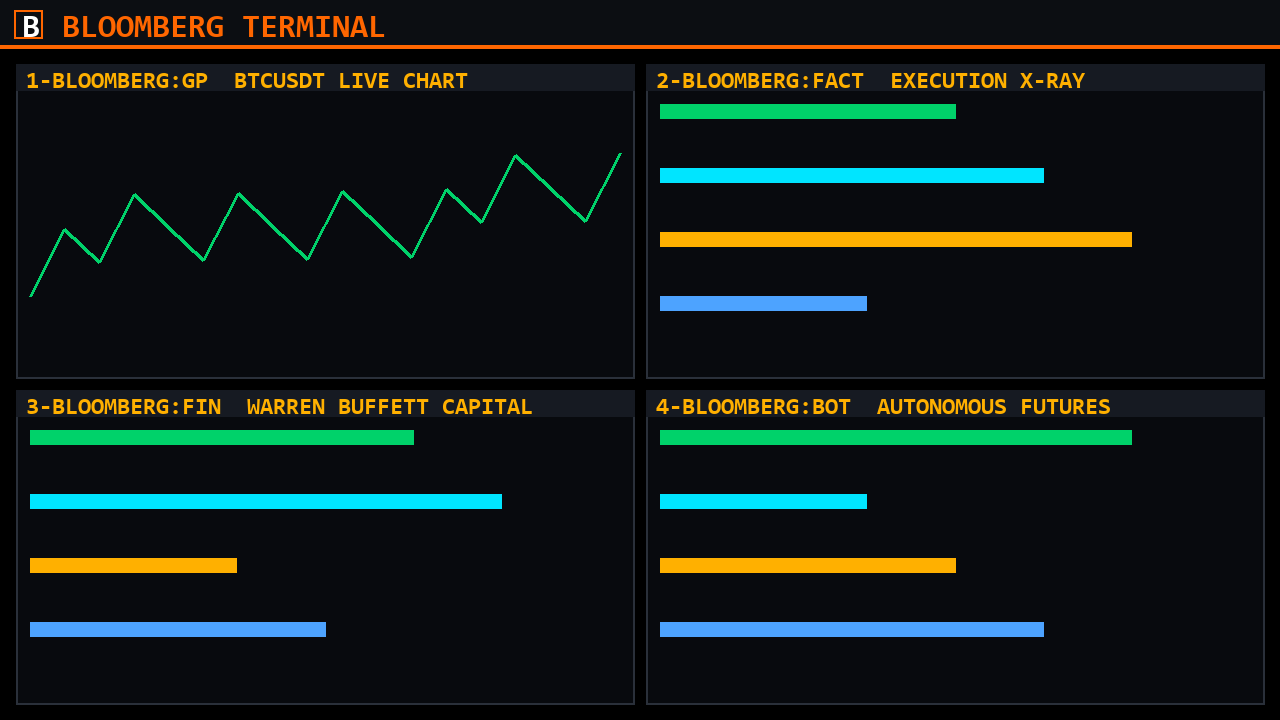 B BLOOMBERG TERMINAL
1-BLOOMBERG:GP BTCUSDT LIVE CHART
2-BLOOMBERG:FACT EXECUTION X-RAY
3-BLOOMBERG:FIN WARREN BUFFETT CAPITAL
4-BLOOMBERG:BOT AUTONOMOUS FUTURES